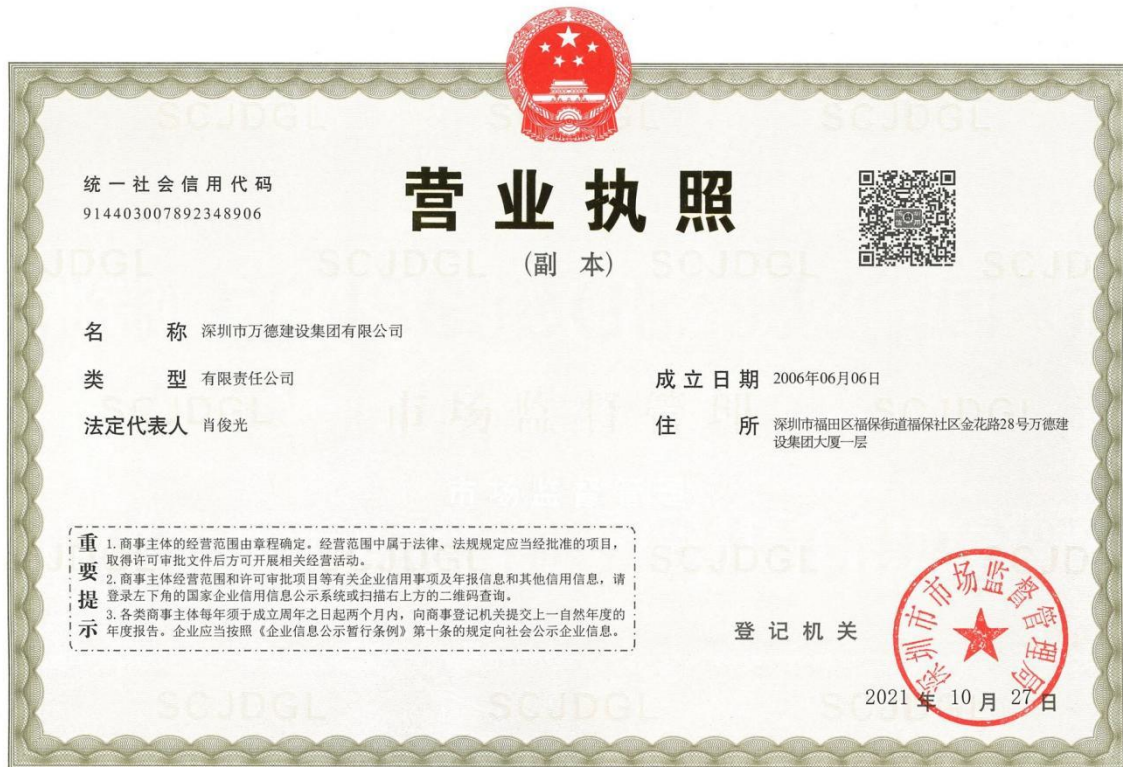 统一社会信用代码
914403007892348906
营业执照
(副 本)
名 称 深圳市万德建设集团有限公司
类 型 有限责任公司
法定代表人 肖俊光
成立日期 2006年06月06日
住 所 深圳市福田区福保街道福保社区金花路28号万德建
设集团大厦一层
重要提示
1.商事主体的经营范围由章程确定。经营范围中属于法律、法规规定应当经批准的项目,
取得许可审批文件后方可开展相关经营活动。
2.商事主体经营范围和许可审批项目等有关企业信用事项及年报信息和其他信用信息,请
登录左下角的国家企业信用信息公示系统或扫描右上方的二维码查询。
3.各类商事主体每年须于成立周年之日起两个月内,向商事登记机关提交上一自然年度的
年度报告。企业应当按照《企业信息公示暂行条例》第十条的规定向社会公示企业信息。
登记机关
深圳市市场监督管理局
2021 年 10 月 27 日
SCJDGL
市场监督管理